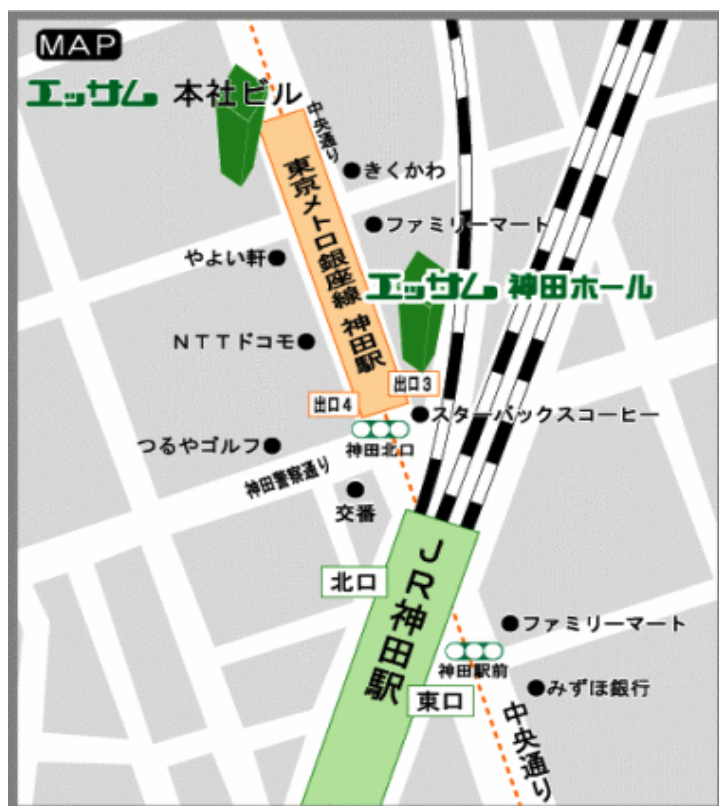 MAP
エッサム 本社ビル
中央通り
きくかわ
東京メトロ銀座線 神田駅
ファミリーマート
やよい軒
エッサム 神田ホール
NTTドコモ
出口3
出口4
スターバックスコーヒー
神田北口
つるやゴルフ
神田警察通り
交番
JR神田駅
北口
ファミリーマート
神田駅前
みずほ銀行
東口
中央通り